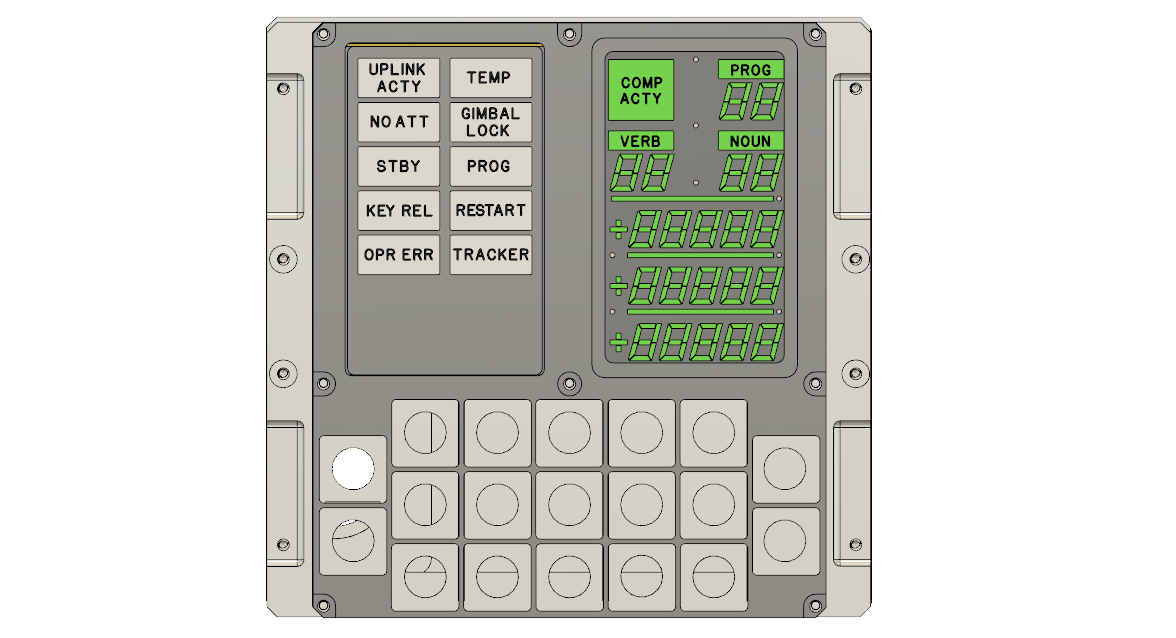 UPLINK
ACTY
TEMP
NO ATT
GIMBAL
LOCK
STBY
PROG
KEY REL
RESTART
OPR ERR
TRACKER
COMP
ACTY
PROG
88
VERB
NOUN
88
88
+88888
+88888
+88888